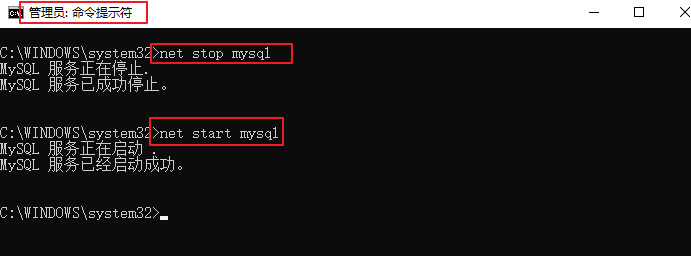 管理员: 命令提示符
C:\WINDOWS\system32>net stop mysql
MySQL 服务正在停止.
MySQL 服务已成功停止。
C:\WINDOWS\system32>net start mysql
MySQL 服务正在启动 .
MySQL 服务已经启动成功。
C:\WINDOWS\system32>